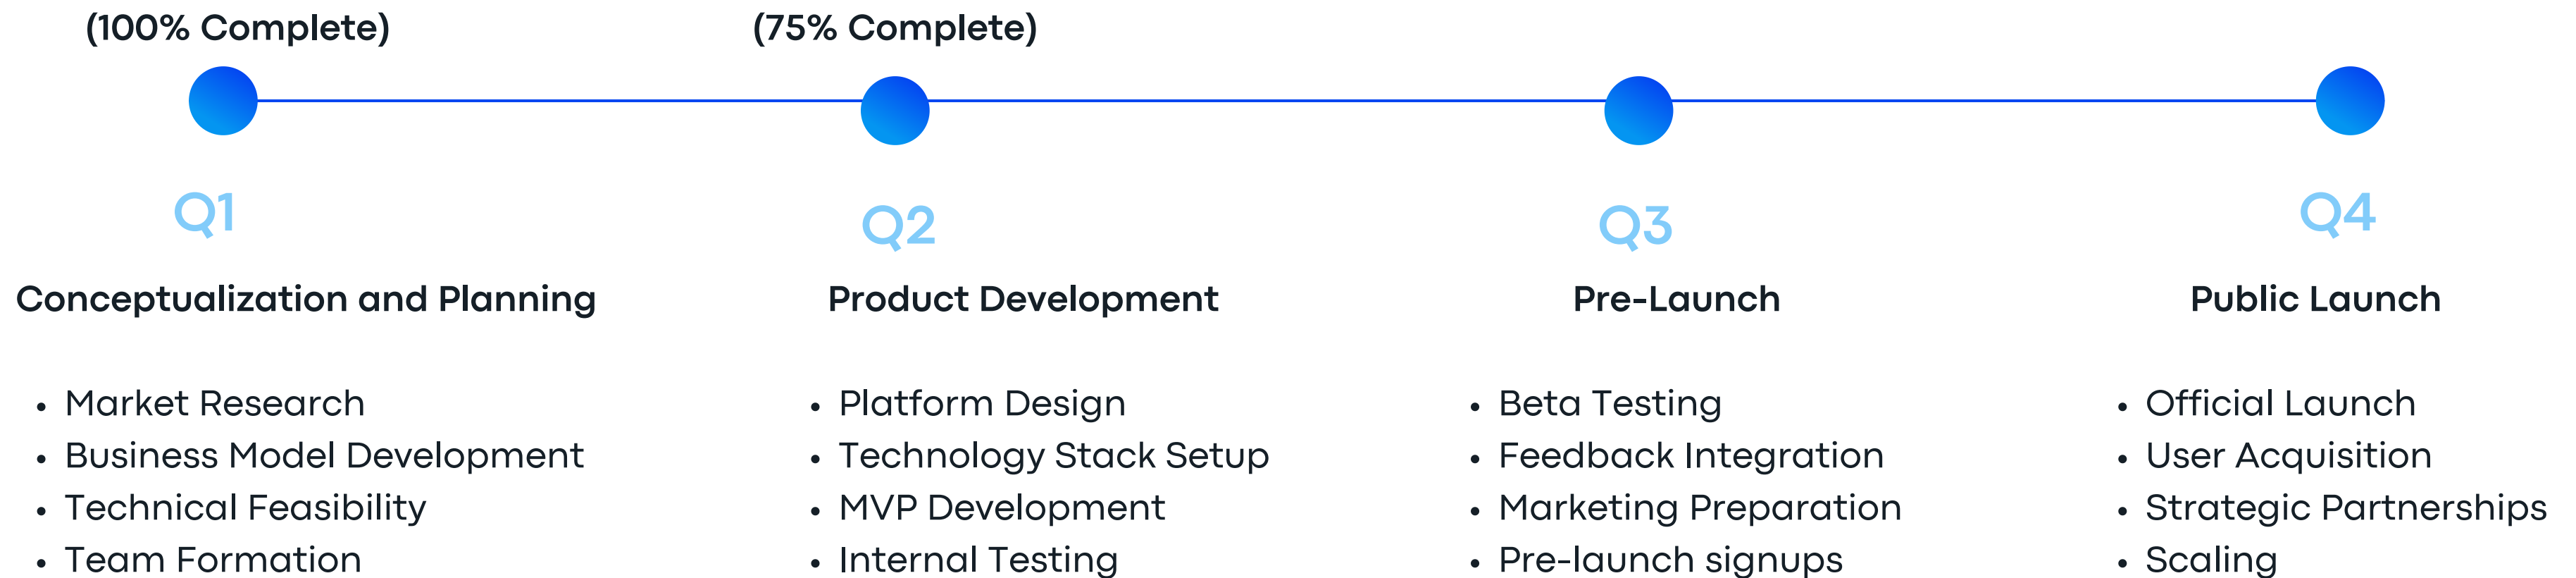 (100% Complete)
(75% Complete)
Q1
Q2
Q3
Q4
Conceptualization and Planning
Product Development
Pre-Launch
Public Launch
• Market Research
• Business Model Development
• Technical Feasibility
• Team Formation
• Platform Design
• Technology Stack Setup
• MVP Development
• Internal Testing
• Beta Testing
• Feedback Integration
• Marketing Preparation
• Pre-launch signups
• Official Launch
• User Acquisition
• Strategic Partnerships
• Scaling